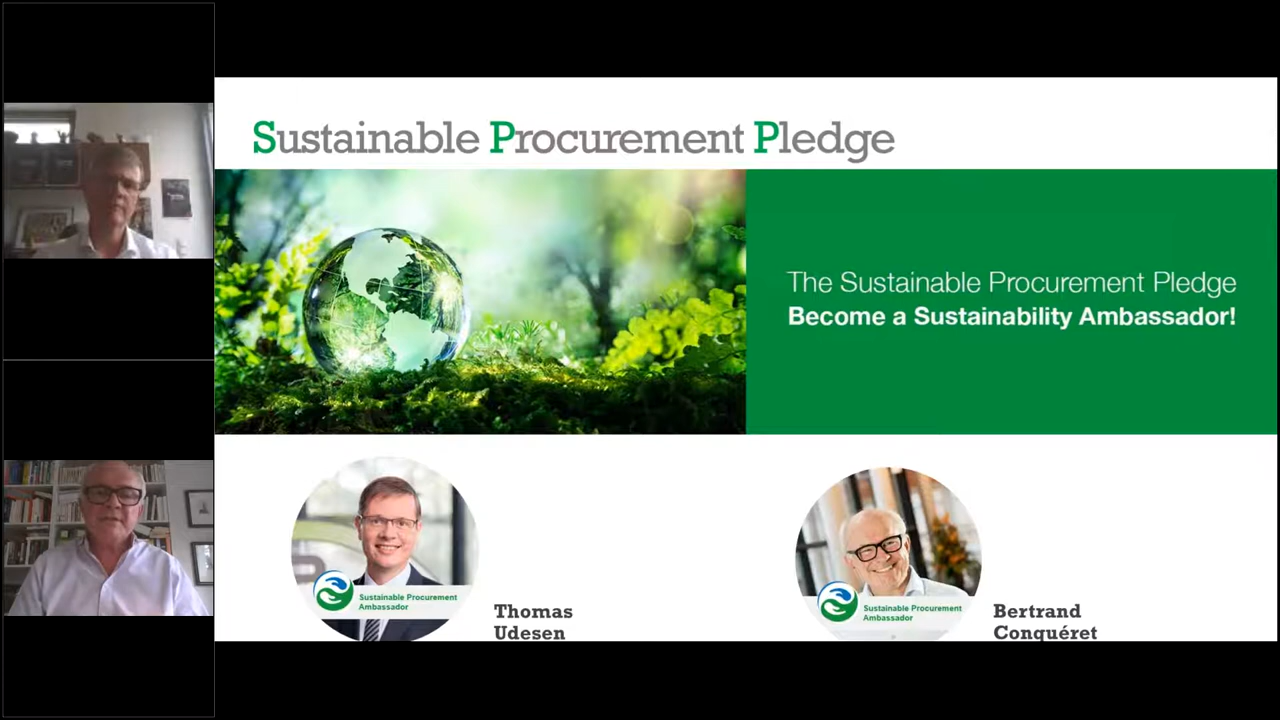 Sustainable Procurement Pledge
The Sustainable Procurement Pledge
Become a Sustainability Ambassador!
Sustainable Procurement
Ambassador
Thomas
Udesen
Sustainable Procurement
Ambassador
Bertrand
Conquéret